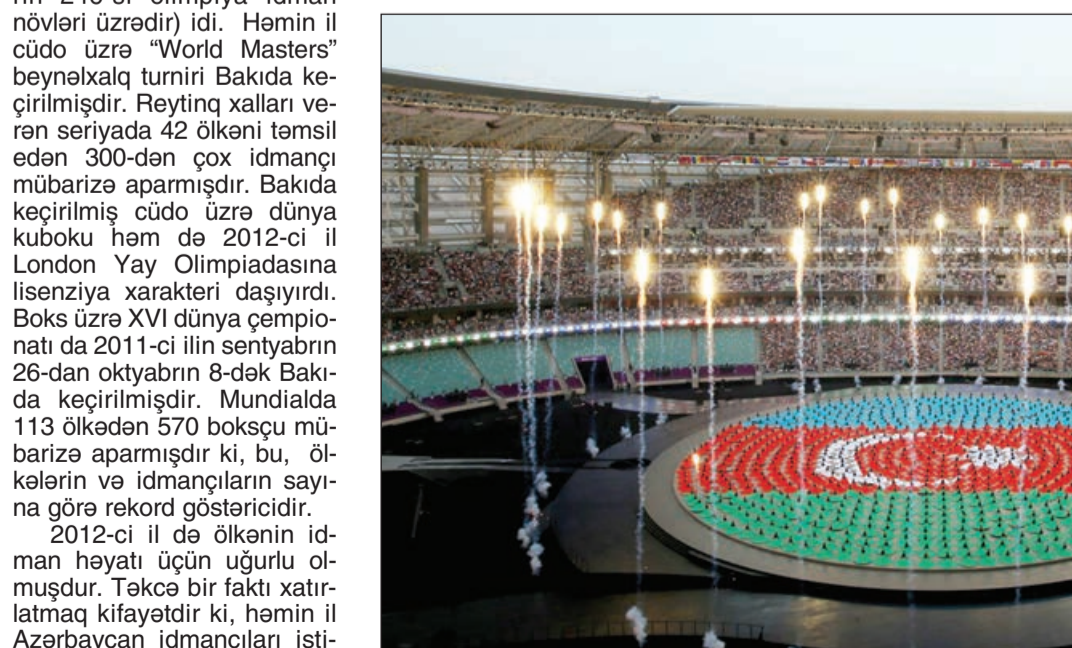 növləri üzrədir) idi. Həmin il
cüdo üzrə “World Masters”
beynəlxalq turniri Bakıda ke-
çirilmişdir. Reytinq xalları ve-
rən seriyada 42 ölkəni təmsil
edən 300-dən çox idmançı
mübarizə aparmışdır. Bakıda
keçirilmiş cüdo üzrə dünya
kuboku həm də 2012-ci il
London Yay Olimpiadasına
lisenziya xarakteri daşıyırdı.
Boks üzrə XVI dünya çempio-
natı da 2011-ci ilin sentyabrın
26-dan oktyabrın 8-dək Bakı-
da keçirilmişdir. Mundialda
113 ölkədən 570 boksçu mü-
barizə aparmışdır ki, bu, öl-
kələrin və idmançıların sayı-
na görə rekord göstəricidir.
2012-ci il də ölkənin id-
man həyatı üçün uğurlu ol-
muşdur. Təkcə bir faktı xatır-
latmaq kifayətdir ki, həmin il
Azərbaycan idmançıları isti-